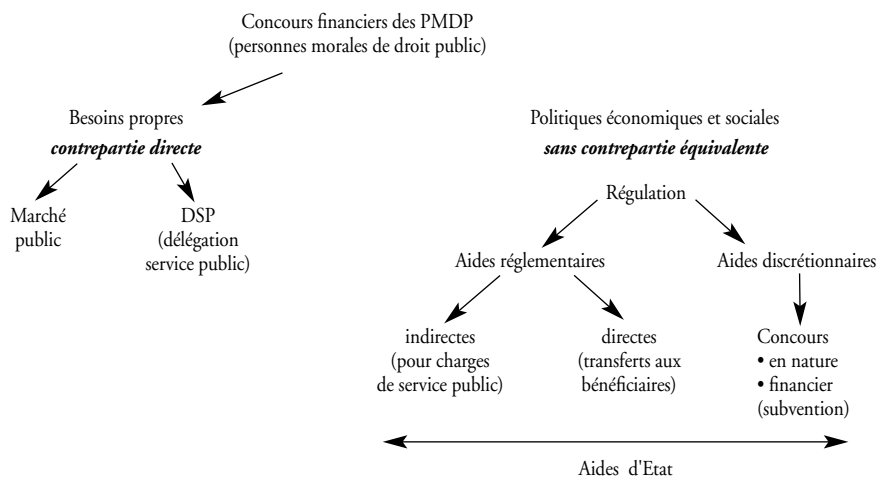 Concours financiers des PMDP
(personnes morales de droit public)
Besoins propres
contrepartie directe
Marché
public
DSP
(délégation
service public)
Politiques économiques et sociales
sans contrepartie équivalente
Régulation
Aides réglementaires
Aides discrétionnaires
indirectes
(pour charges
de service public)
directes
(transferts aux
bénéficiaires)
Concours
• en nature
• financier
(subvention)
Aides d'Etat